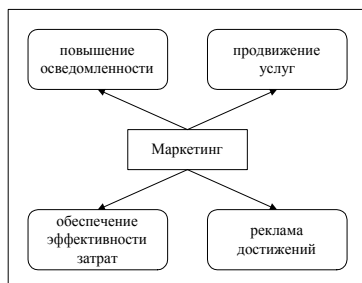 повышение
осведомленности
продвижение
услуг
Маркетинг
обеспечение
эффективности
затрат
реклама
достижений